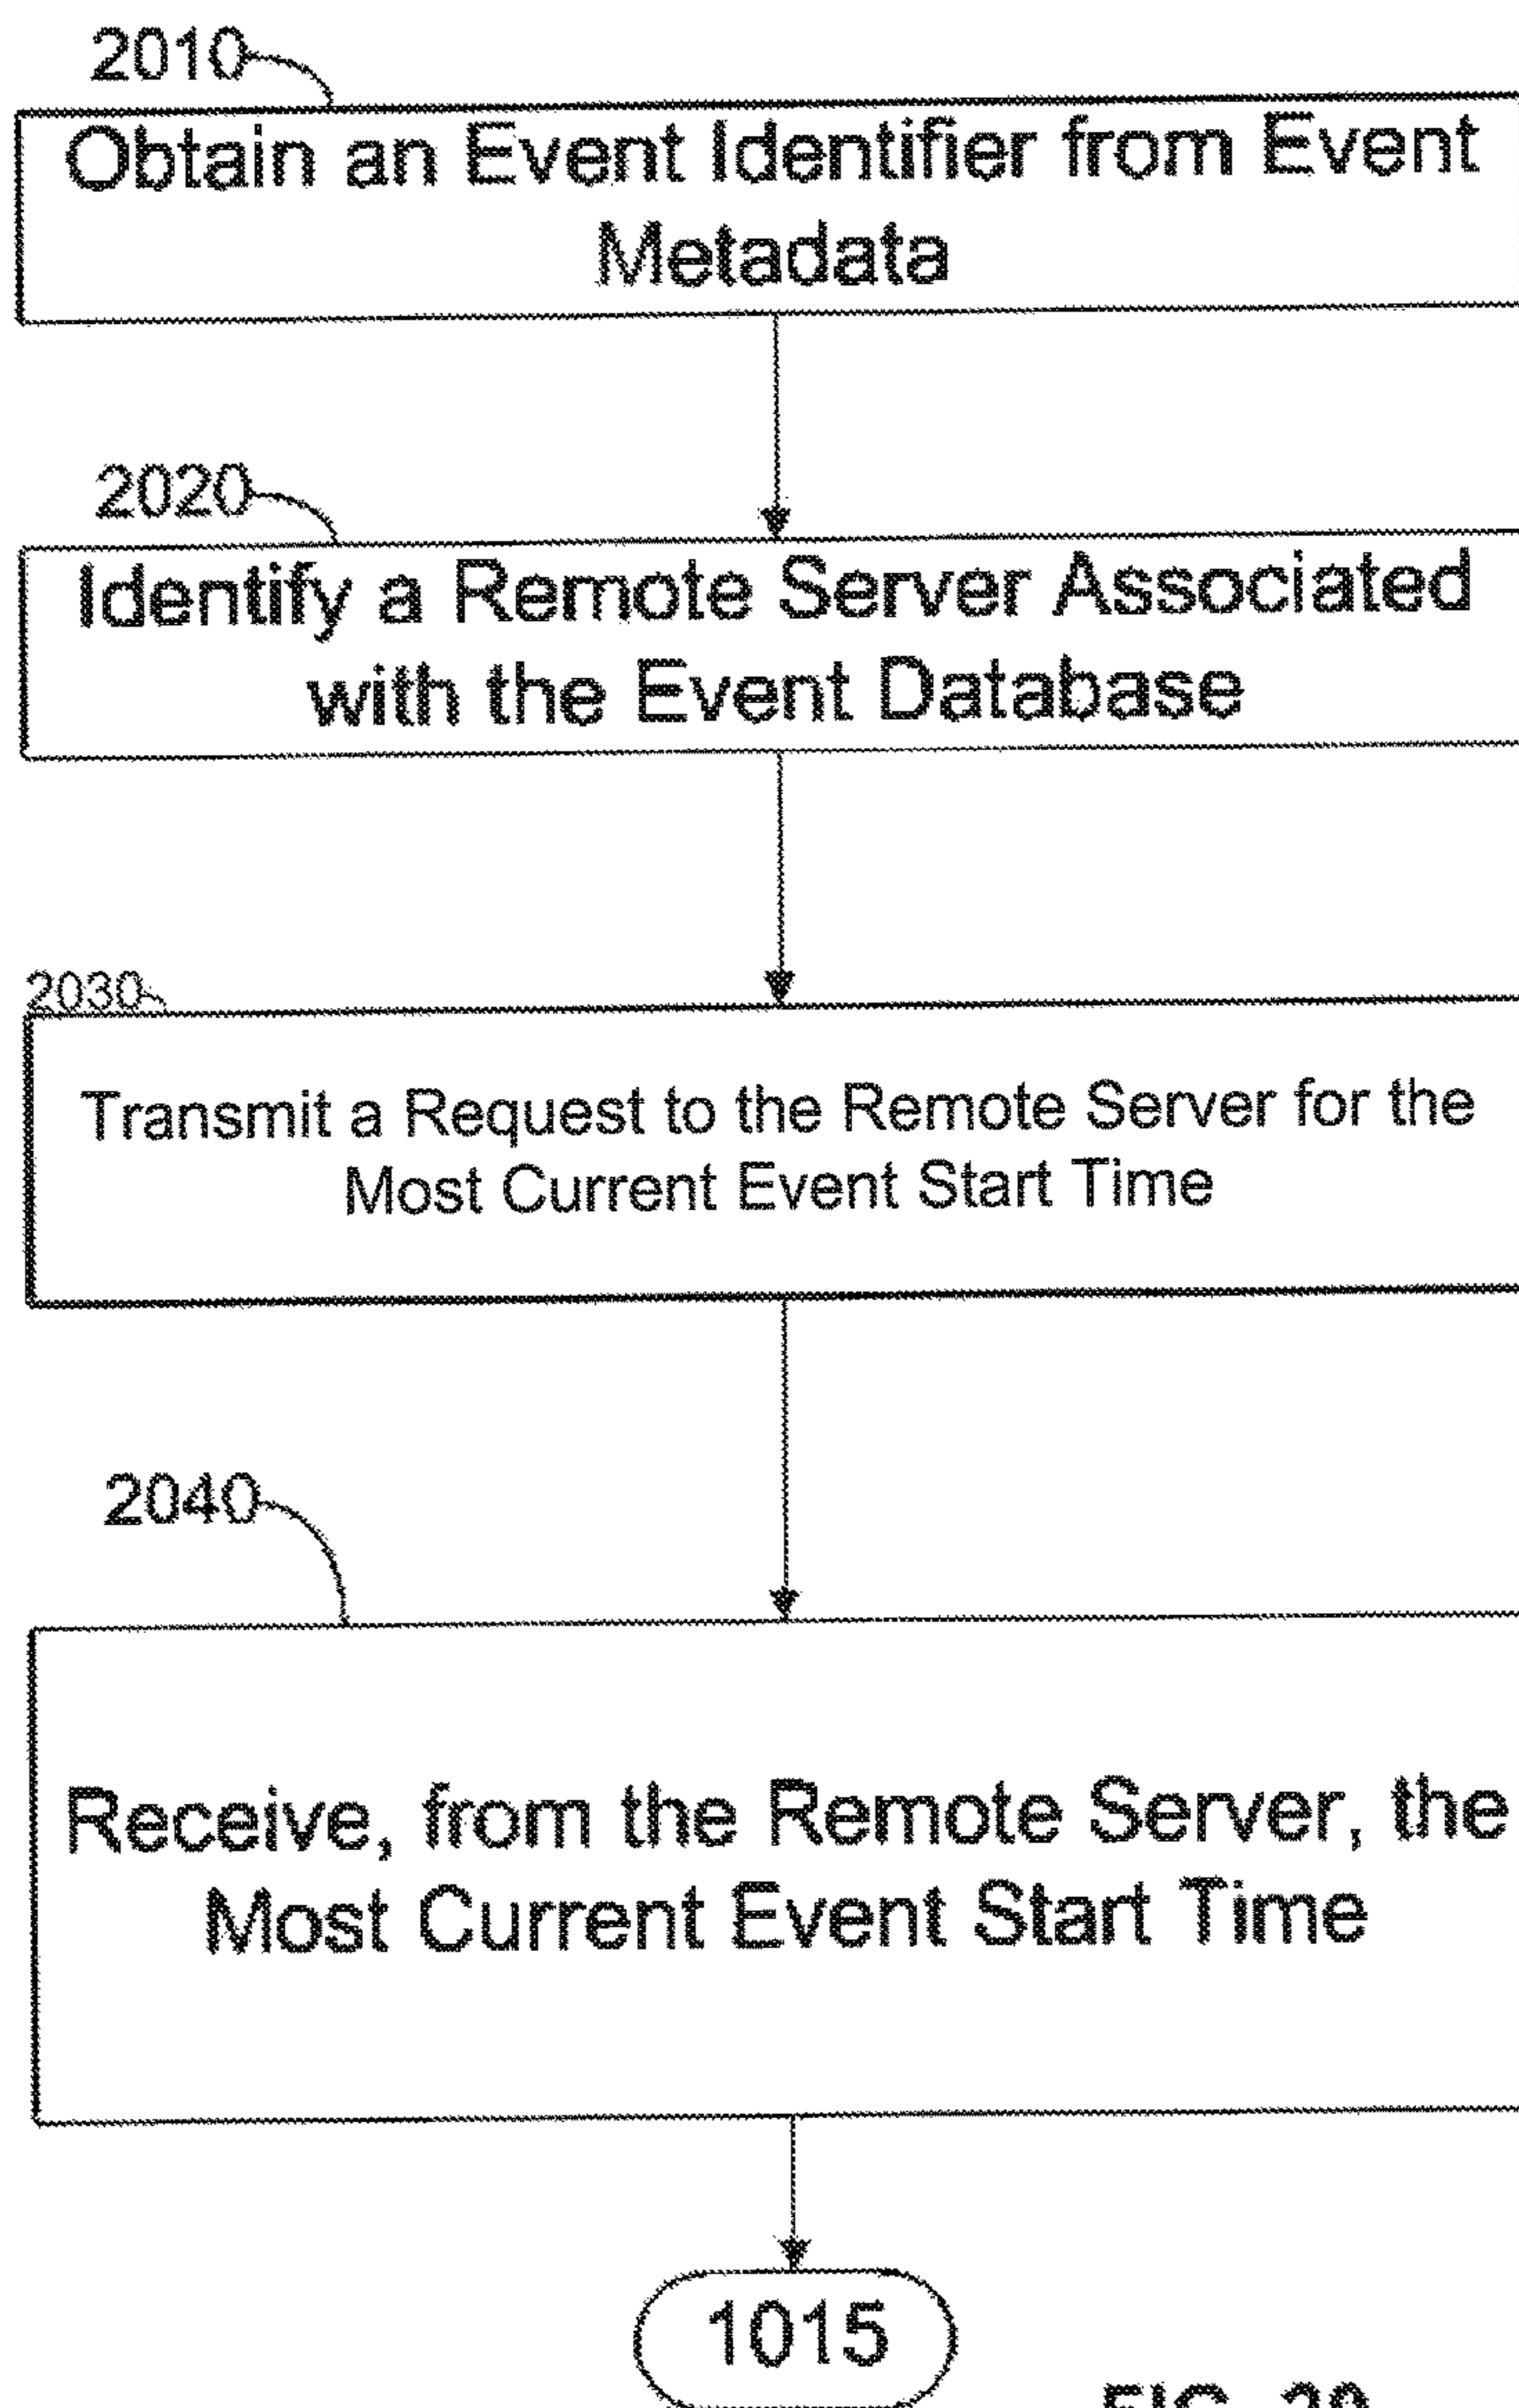 2010
Obtain an Event Identifier from Event
Metadata
2020
Identify a Remote Server Associated
with the Event Database
2030
Transmit a Request to the Remote Server for the
Most Current Event Start Time
2040
Receive, from the Remote Server, the
Most Current Event Start Time
1015
FIG.